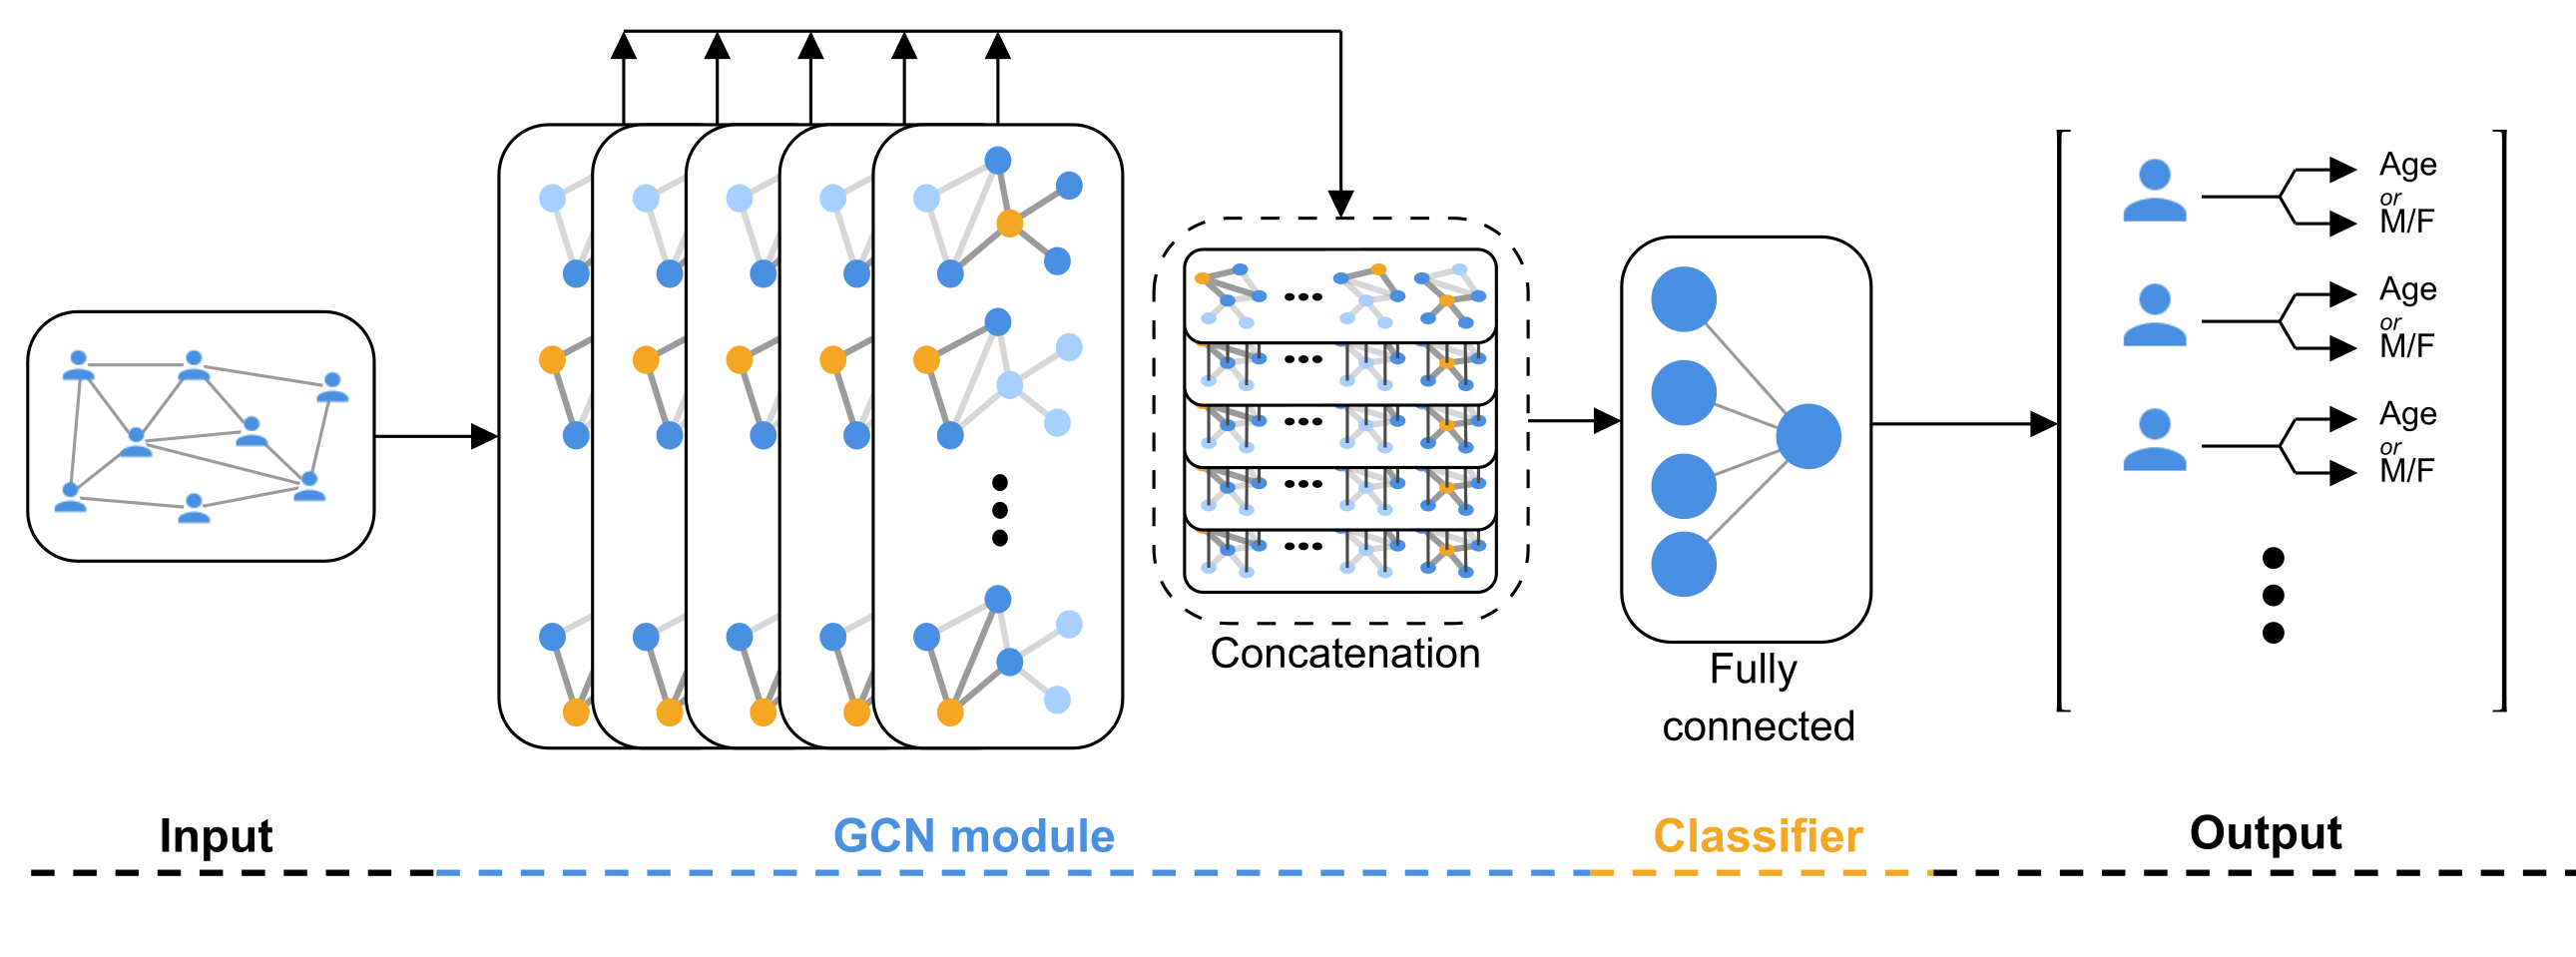 Age
or
M/F
Age
or
M/F
Age
or
M/F
Concatenation
Fully
connected
Input
GCN module
Classifier
Output